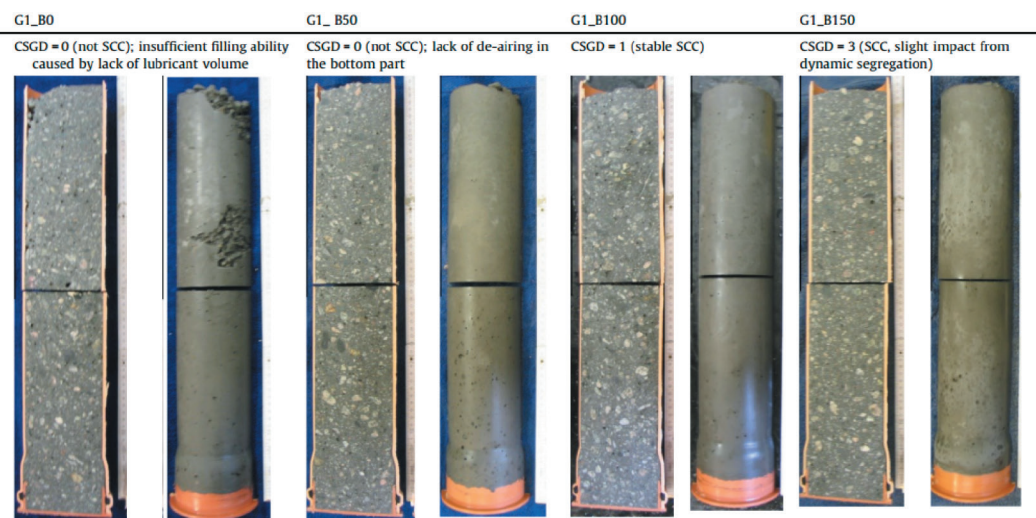 G1_B0
CSGD = 0 (not SCC); insufficient filling ability
caused by lack of lubricant volume
G1_ B50
CSGD = 0 (not SCC); lack of de-airing in
the bottom part
G1_B100
CSGD = 1 (stable SCC)
G1_B150
CSGD = 3 (SCC, slight impact from
dynamic segregation)